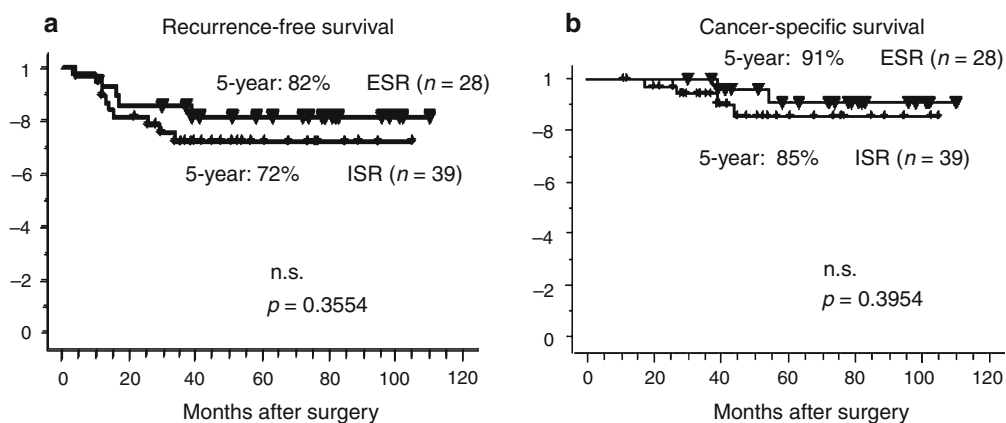 a Recurrence-free survival
5-year: 82% ESR (n = 28)
1
–8
–6
–4
–2
0
5-year: 72% ISR (n = 39)
n.s.
p = 0.3554
0 20 40 60 80 100 120
Months after surgery
b Cancer-specific survival
5-year: 91% ESR (n = 28)
1
–8
–6
–4
–2
0
5-year: 85% ISR (n = 39)
n.s.
p = 0.3954
0 20 40 60 80 100 120
Months after surgery